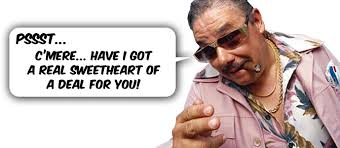 PSSST...
C'MERE... HAVE I GOT
A REAL SWEETHEART OF
A DEAL FOR YOU!